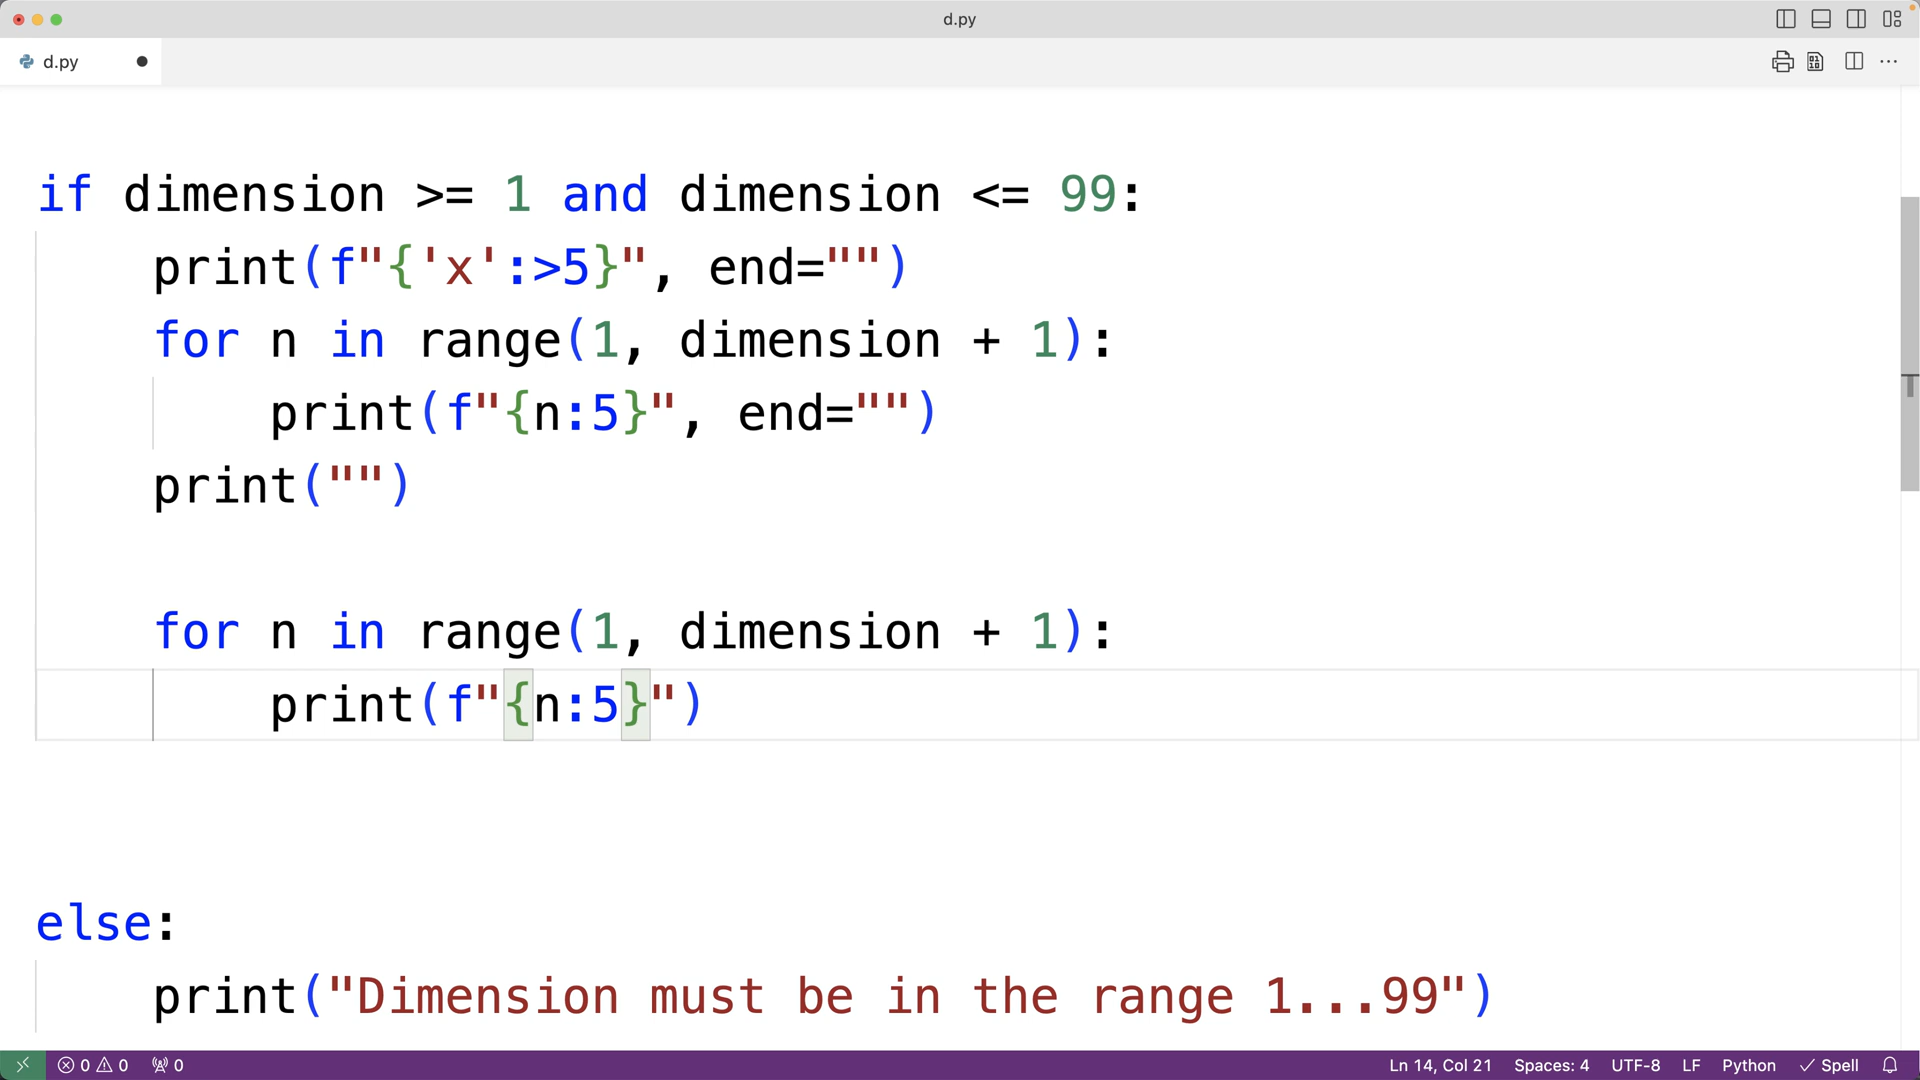 d.py
d.py
if dimension >= 1 and dimension <= 99:
    print(f"{'x':>5}", end="")
    for n in range(1, dimension + 1):
        print(f"{n:5}", end="")
    print("")
    for n in range(1, dimension + 1):
        print(f"{n:5}")
else:
    print("Dimension must be in the range 1...99")
0 0 0 Ln 14, Col 21 Spaces: 4 UTF-8 LF Python Spell